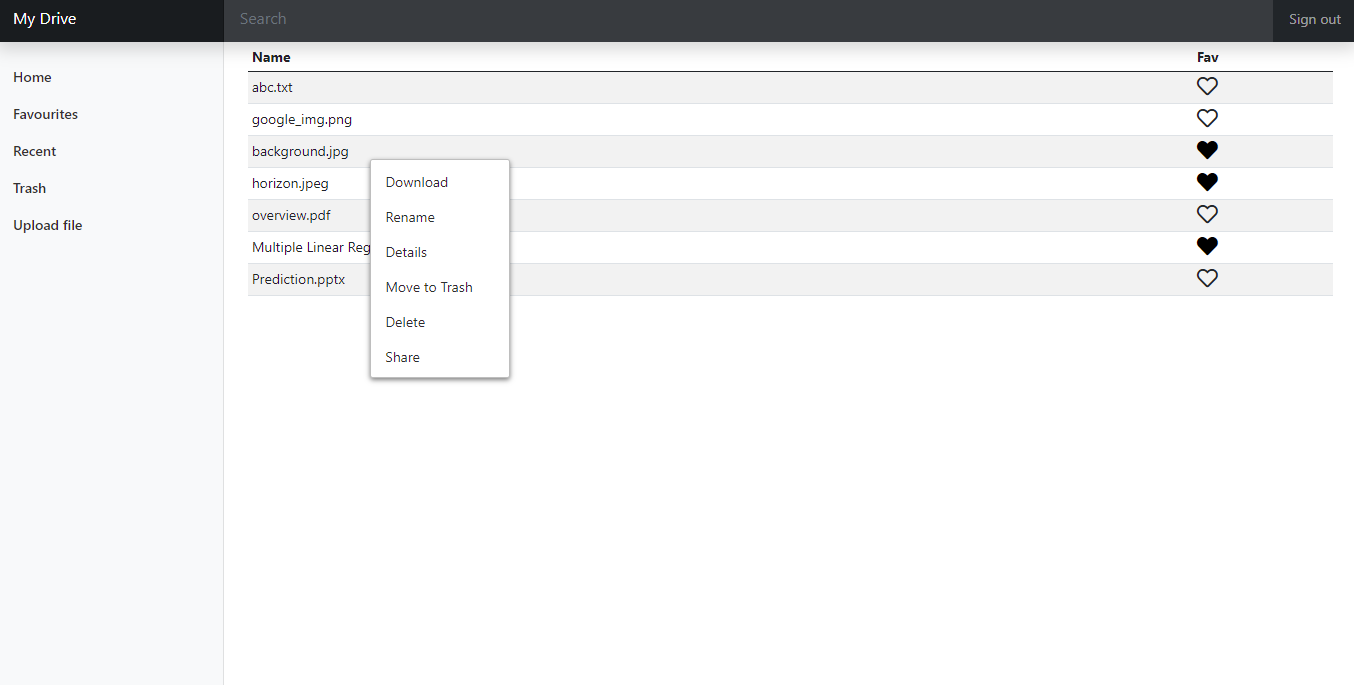 My Drive
Search
Sign out
Home
Favourites
Recent
Trash
Upload file
Name
Fav
abc.txt
google_img.png
background.jpg
horizon.jpeg
overview.pdf
Multiple Linear Reg
Prediction.pptx
Download
Rename
Details
Move to Trash
Delete
Share